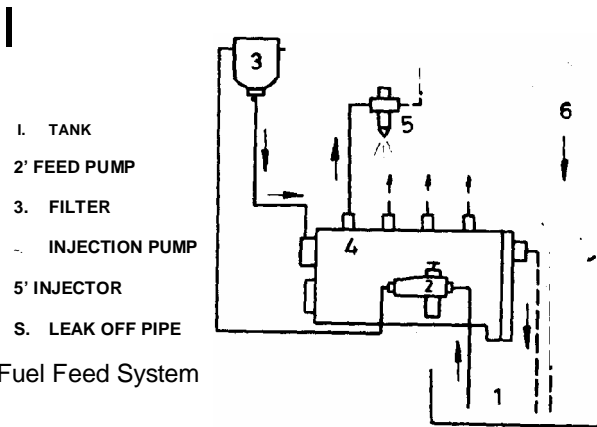 I. TANK
2' FEED PUMP
3. FILTER
-. INJECTION PUMP
5' INJECTOR
S. LEAK OFF PIPE
Fuel Feed System
3
5
6
4
2
1